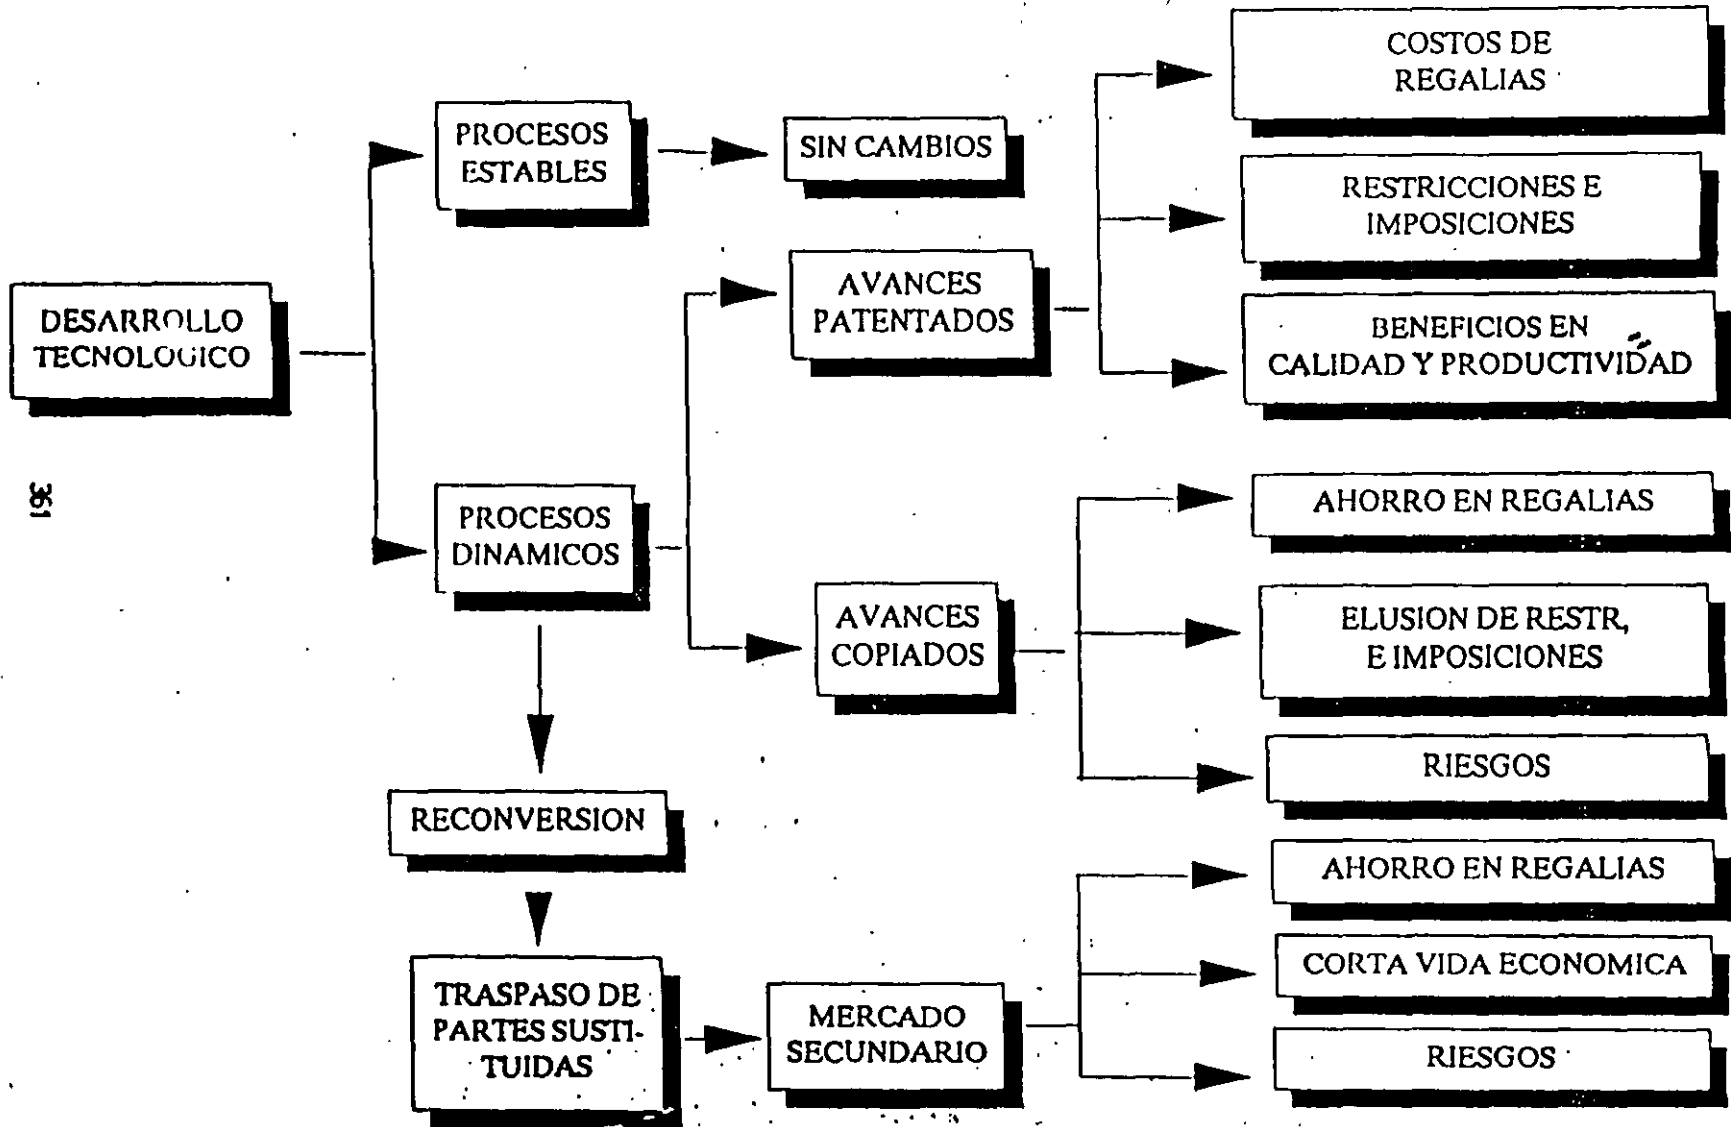 COSTOS DE
REGALIAS
PROCESOS
ESTABLES
SIN CAMBIOS
RESTRICCIONES E
IMPOSICIONES
DESARROLLO
TECNOLOGICO
AVANCES
PATENTADOS
BENEFICIOS EN
CALIDAD Y PRODUCTIVIDAD
361
PROCESOS
DINAMICOS
AHORRO EN REGALIAS
AVANCES
COPIADOS
ELUSION DE RESTR,
E IMPOSICIONES
RIESGOS
RECONVERSION
AHORRO EN REGALIAS
TRASPASO DE
PARTES SUSTI-
TUIDAS
MERCADO
SECUNDARIO
CORTA VIDA ECONOMICA
RIESGOS